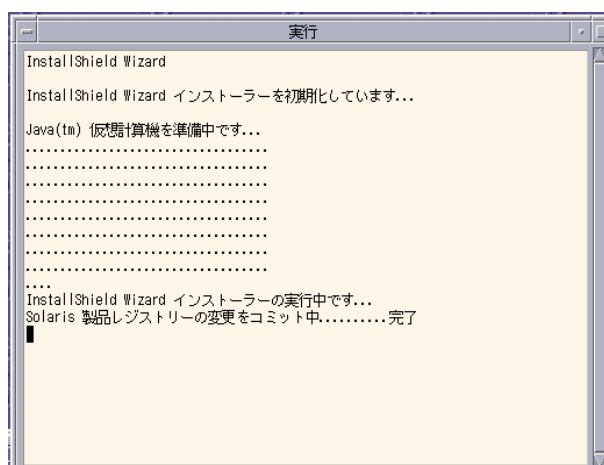 実行
InstallShield Wizard
InstallShield Wizard インストーラーを初期化しています...
Java(tm) 仮想計算機を準備中です...
...................................
...................................
...................................
...................................
...................................
...................................
...................................
...................................
....
InstallShield Wizard インストーラーの実行中です...
Solaris 製品レジストリーの変更をコミット中..........完了